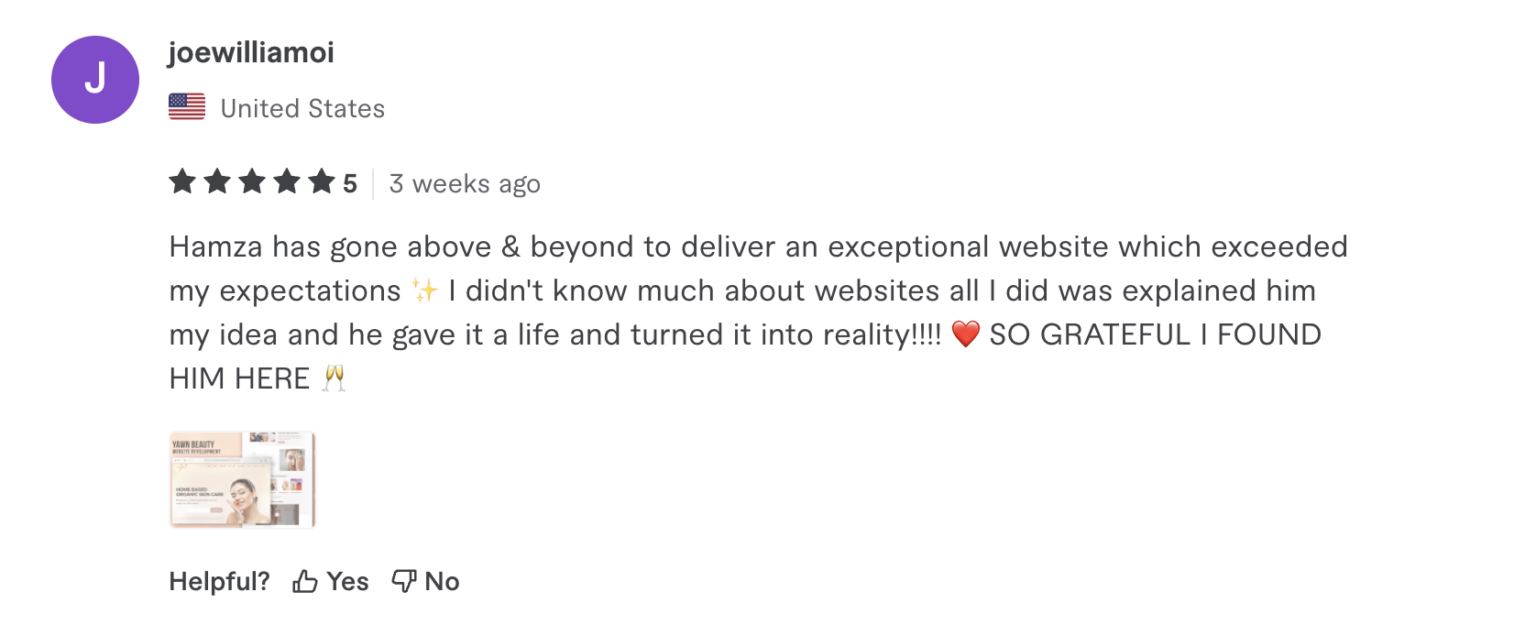 J
joewilliamoi
United States
5 3 weeks ago
Hamza has gone above & beyond to deliver an exceptional website which exceeded
my expectations ✨ I didn't know much about websites all I did was explained him
my idea and he gave it a life and turned it into reality!!!! ❤️ SO GRATEFUL I FOUND
HIM HERE 🥂
YAWN BEAUTY
WEBSITE DEVELOPMENT
HOME BASED
ORGANIC SKIN CARE
Helpful? Yes No